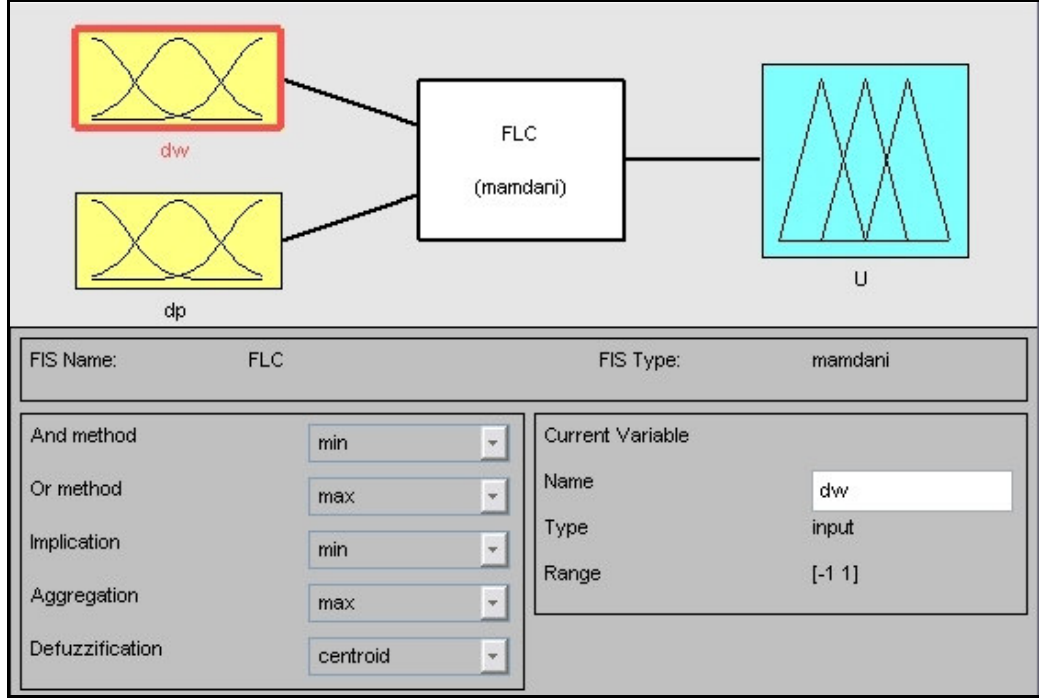 dw
FLC
(mamdani)
dp
U
FIS Name: FLC FIS Type: mamdani
And method min
Or method max
Implication min
Aggregation max
Defuzzification centroid
Current Variable
Name dw
Type input
Range [-1 1]